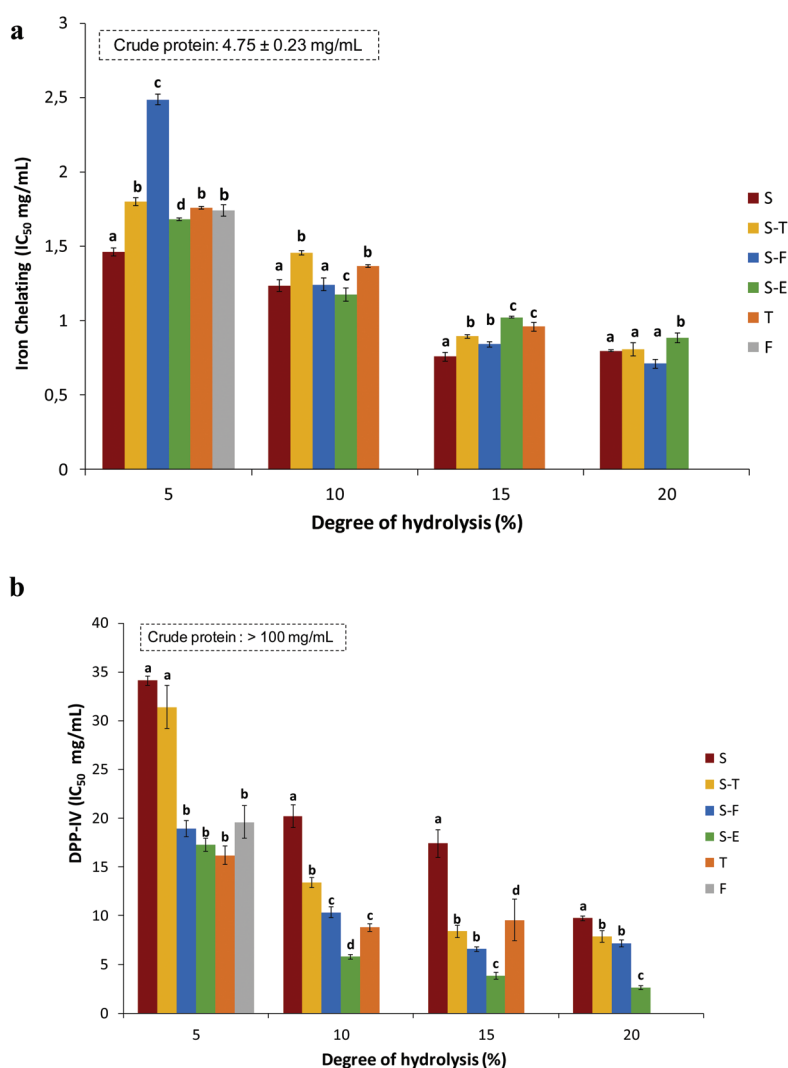 a
Crude protein: 4.75 ± 0.23 mg/mL
Iron Chelating (IC50 mg/mL)
3
2,5
2
1,5
1
0,5
0
a b c d b b
a b a c b
a b b c c
a a a b
5 10 15 20
Degree of hydrolysis (%)
S
S-T
S-F
S-E
T
F
b
Crude protein : > 100 mg/mL
DPP-IV (IC50 mg/mL)
40
35
30
25
20
15
10
5
0
a a b b b b
a b c d c
a b b c d
a b b c
5 10 15 20
Degree of hydrolysis (%)
S
S-T
S-F
S-E
T
F